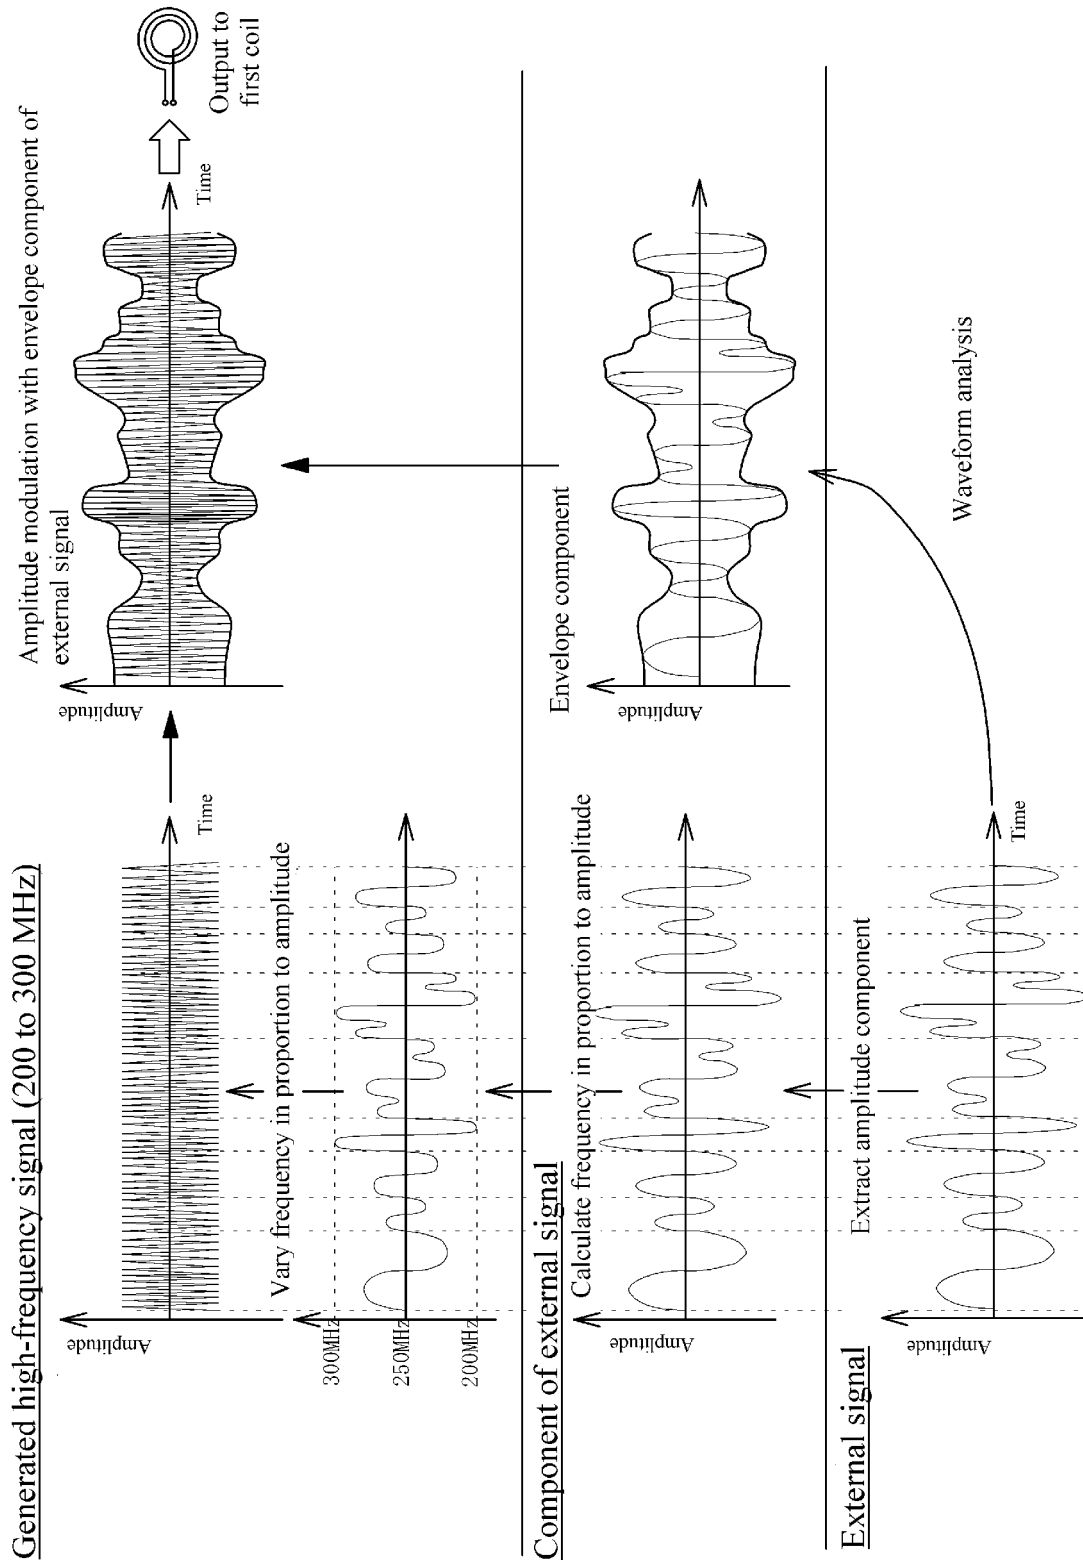 Generated high-frequency signal (200 to 300 MHz)
Amplitude
Time
Amplitude modulation with envelope component of
external signal
Amplitude
Time
Output to
first coil
Vary frequency in proportion to amplitude
300MHz
250MHz
200MHz
Component of external signal
Calculate frequency in proportion to amplitude
Amplitude
Envelope component
Amplitude
External signal
Extract amplitude component
Amplitude
Time
Waveform analysis